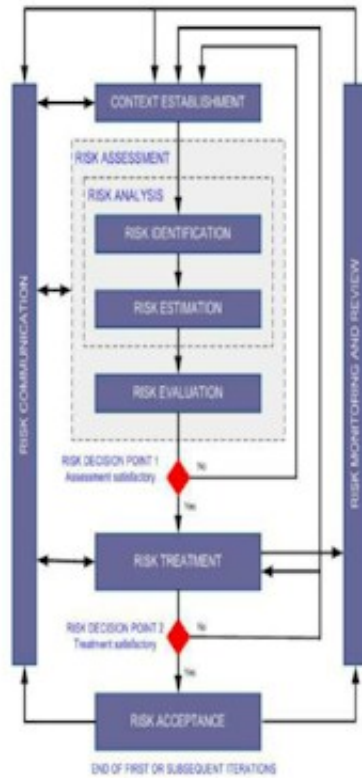 CONTEXT ESTABLISHMENT
RISK ASSESSMENT
RISK ANALYSIS
RISK IDENTIFICATION
RISK ESTIMATION
RISK EVALUATION
RISK COMMUNICATION
RISK MONITORING AND REVIEW
RISK DECISION POINT 1
Assessment satisfactory
No
Yes
RISK TREATMENT
RISK DECISION POINT 2
Treatment satisfactory
No
Yes
RISK ACCEPTANCE
END OF FIRST OR SUBSEQUENT ITERATIONS